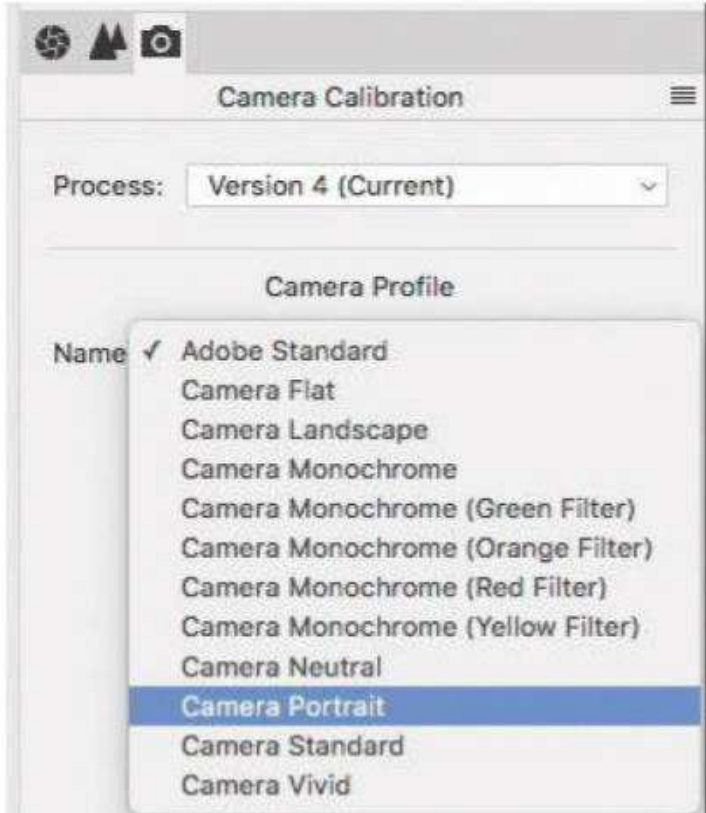 Camera Calibration
Process: Version 4 (Current)
Camera Profile
Name ✓ Adobe Standard
Camera Flat
Camera Landscape
Camera Monochrome
Camera Monochrome (Green Filter)
Camera Monochrome (Orange Filter)
Camera Monochrome (Red Filter)
Camera Monochrome (Yellow Filter)
Camera Neutral
Camera Portrait
Camera Standard
Camera Vivid